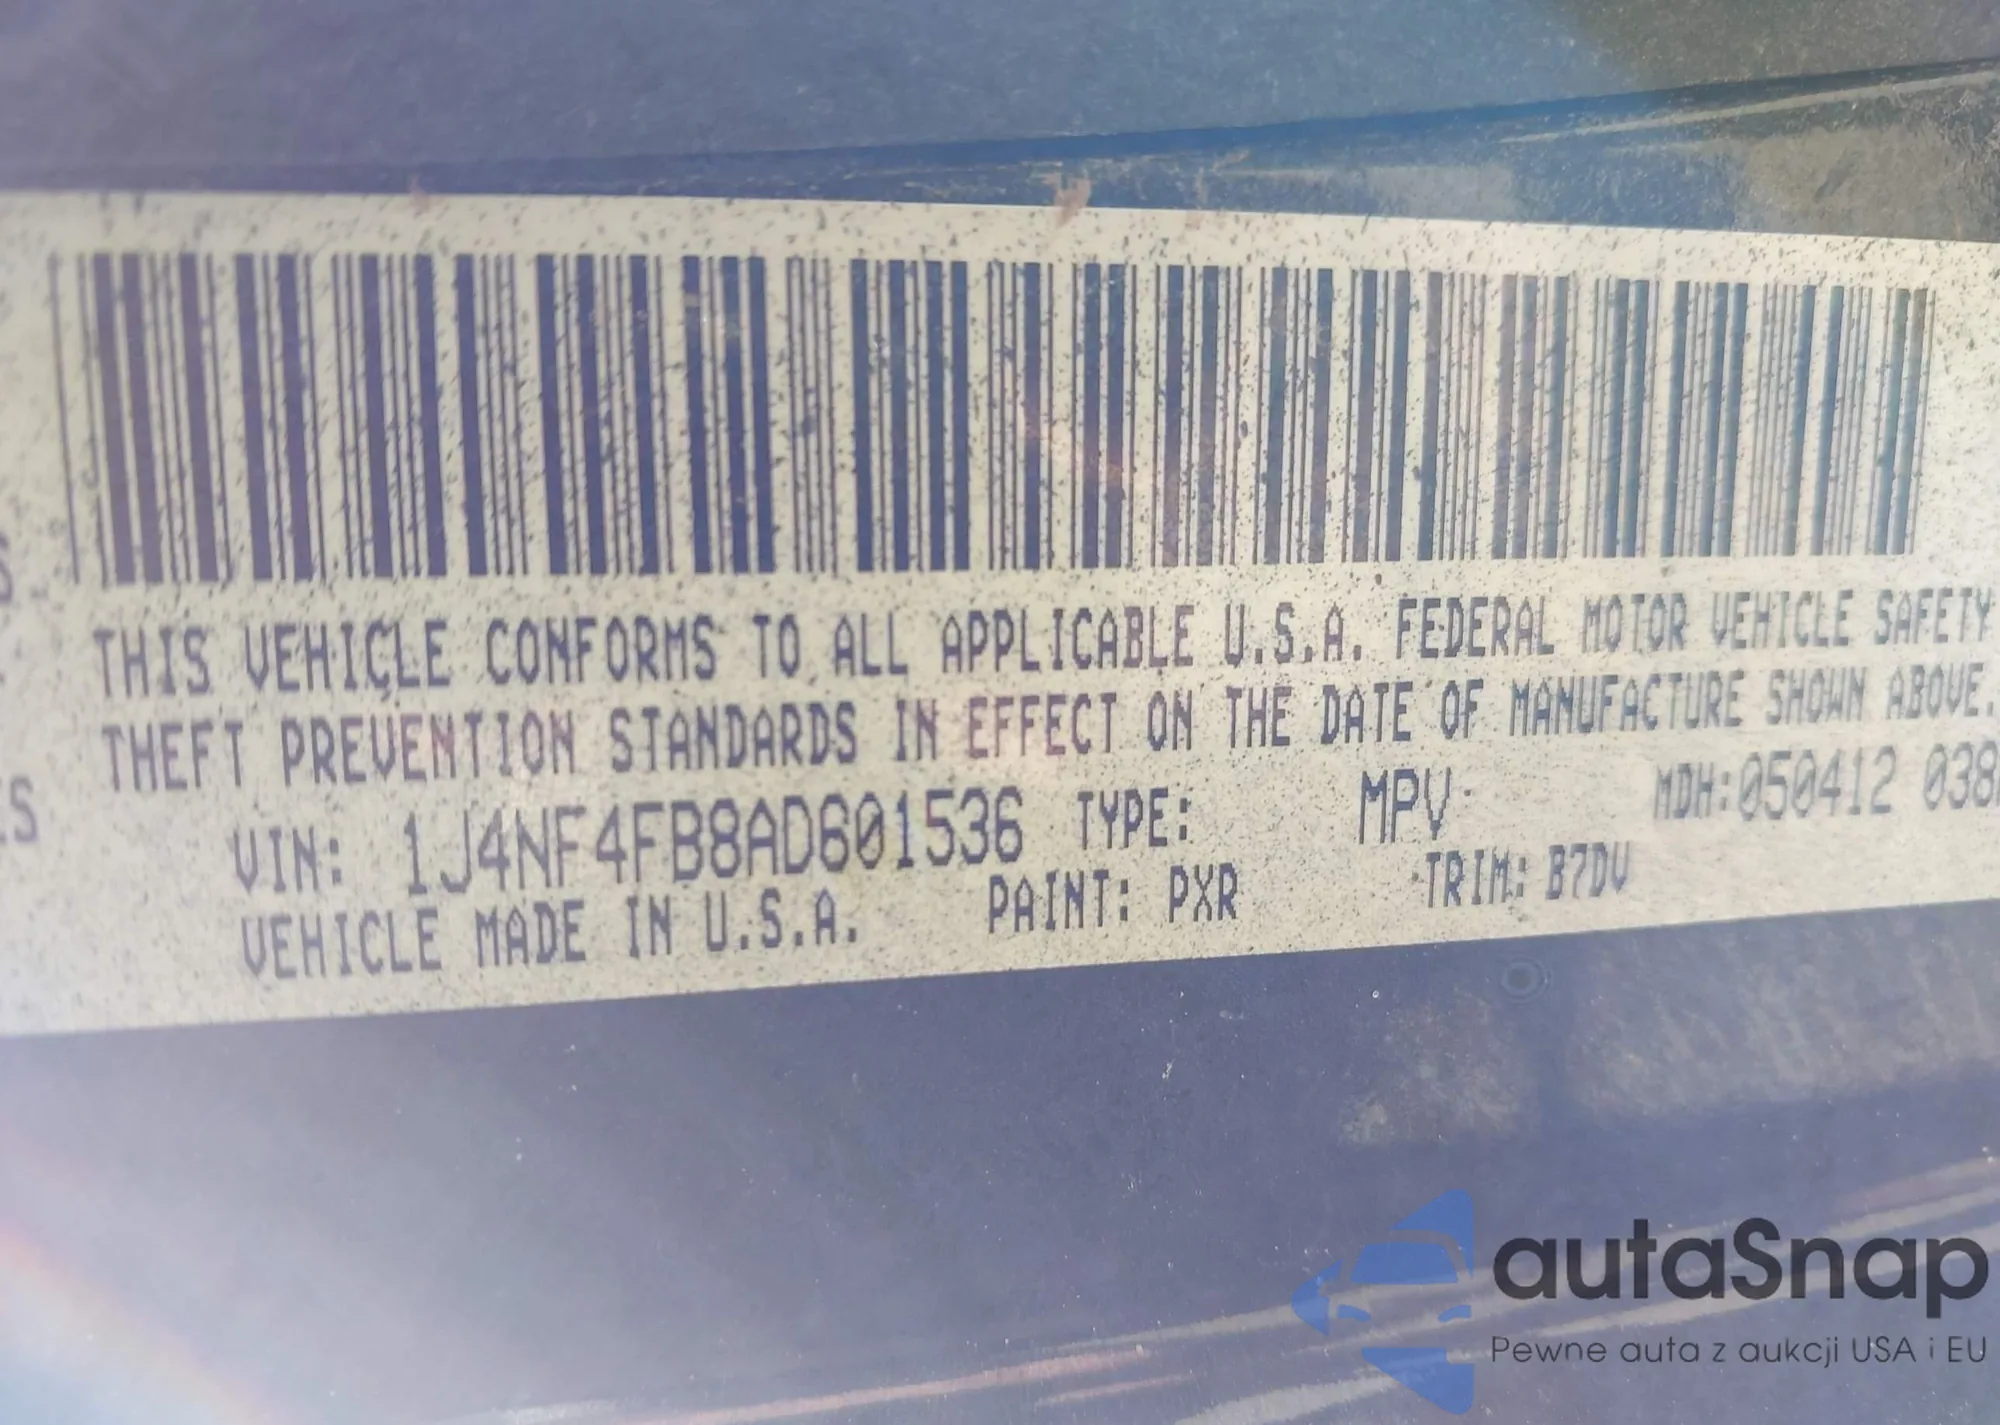 THIS VEHICLE CONFORMS TO ALL APPLICABLE U.S.A. FEDERAL MOTOR VEHICLE SAFETY
THEFT PREVENTION STANDARDS IN EFFECT ON THE DATE OF MANUFACTURE SHOWN ABOVE.
VIN: 1J4NF4FB8AD601536 TYPE: MPV MDH:050412 038
VEHICLE MADE IN U.S.A. PAINT: PXR TRIM: B7DV
autaSnap
Pewne auta z aukcji USA i EU